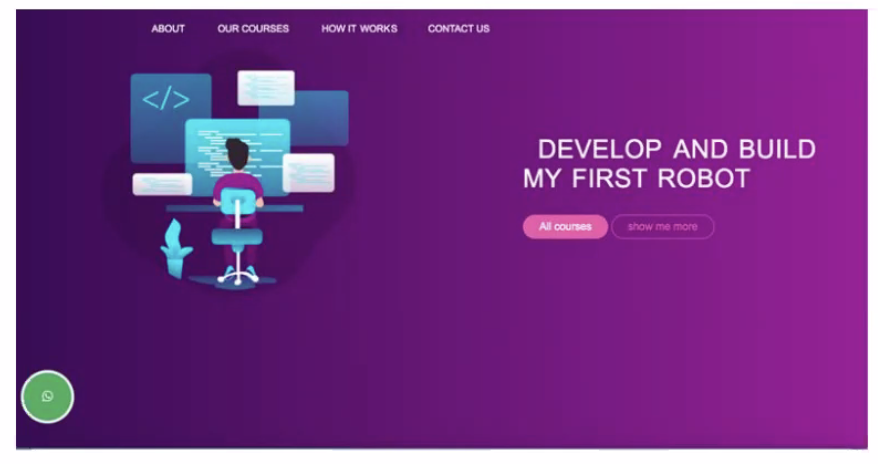 ABOUT OUR COURSES HOW IT WORKS CONTACT US
</>
DEVELOP AND BUILD
MY FIRST ROBOT
All courses show me more